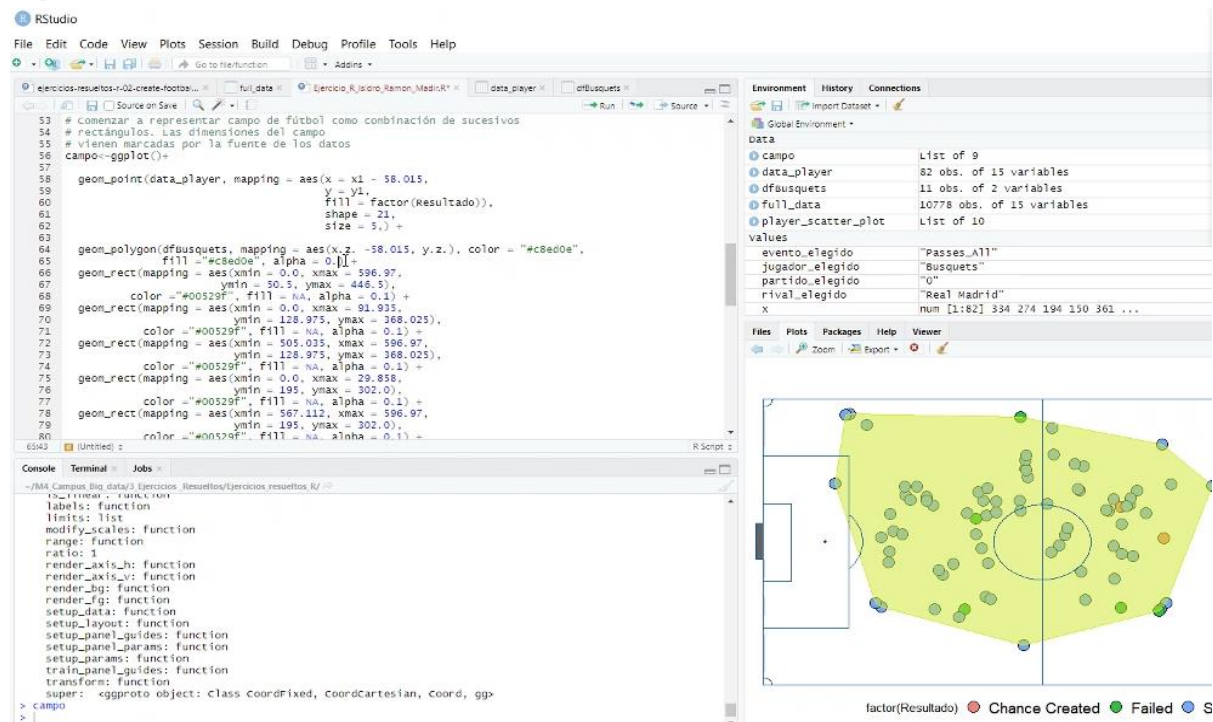 RStudio
File Edit Code View Plots Session Build Debug Profile Tools Help
Go to file/function Addins
ejercicios-resueltos-r-02-create-footbal... full_data Ejercicio_R_Isidro_Ramon_Madir.R* data_player dfBusquets
Source on Save Run Source
53 # Comenzar a representar campo de fútbol como combinación de sucesivos
54 # rectángulos. Las dimensiones del campo
55 # vienen marcadas por la fuente de los datos
56 campo<-ggplot()+
57
58 geom_point(data_player, mapping = aes(x = x1 - 58.015,
59 y = y1,
60 fill = factor(Resultado)),
61 shape = 21,
62 size = 5,) +
63
64 geom_polygon(dfBusquets, mapping = aes(x.z. -58.015, y.z.), color = "#c8ed0e",
65 fill ="#c8ed0e", alpha = 0.) +
66 geom_rect(mapping = aes(xmin = 0.0, xmax = 596.97,
67 ymin = 50.5, ymax = 446.5),
68 color ="#00529f", fill = NA, alpha = 0.1) +
69 geom_rect(mapping = aes(xmin = 0.0, xmax = 91.935,
70 ymin = 128.975, ymax = 368.025),
71 color ="#00529f", fill = NA, alpha = 0.1) +
72 geom_rect(mapping = aes(xmin = 505.035, xmax = 596.97,
73 ymin = 128.975, ymax = 368.025),
74 color ="#00529f", fill = NA, alpha = 0.1) +
75 geom_rect(mapping = aes(xmin = 0.0, xmax = 29.858,
76 ymin = 195, ymax = 302.0),
77 color ="#00529f", fill = NA, alpha = 0.1) +
78 geom_rect(mapping = aes(xmin = 567.112, xmax = 596.97,
79 ymin = 195, ymax = 302.0),
80 color ="#00529f", fill = NA, alpha = 0.1) +
65:43 (Untitled) R Script
Console Terminal Jobs
~/M4_Campus_Big_data/3_Ejercicios_Resueltos/Ejercicios_resueltos_R/
is_linear: function
labels: function
limits: list
modify_scales: function
range: function
ratio: 1
render_axis_h: function
render_axis_v: function
render_bg: function
render_fg: function
setup_data: function
setup_layout: function
setup_panel_guides: function
setup_panel_params: function
setup_params: function
train_panel_guides: function
transform: function
super: <ggproto object: Class CoordFixed, CoordCartesian, Coord, gg>
> campo
>
Environment History Connections
Import Dataset
Global Environment
Data
campo List of 9
data_player 82 obs. of 15 variables
dfBusquets 11 obs. of 2 variables
full_data 10778 obs. of 15 variables
player_scatter_plot List of 10
values
evento_elegido "Passes_All"
jugador_elegido "Busquets"
partido_elegido "0"
rival_elegido "Real Madrid"
x num [1:82] 334 274 194 150 361 ...
Files Plots Packages Help Viewer
Zoom Export
factor(Resultado) Chance Created Failed S